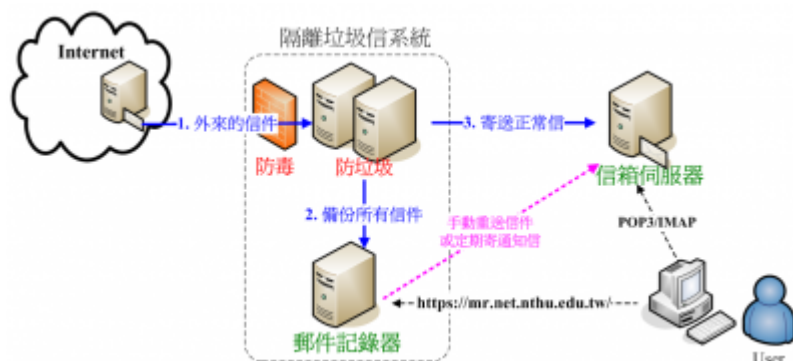 隔離垃圾信系統
Internet
1. 外來的信件
3. 寄送正常信
防毒
防垃圾
信箱伺服器
2. 備份所有信件
手動重送信件
或定期寄通知信
POP3/IMAP
https://mr.net.nthu.edu.tw/
郵件記錄器
User